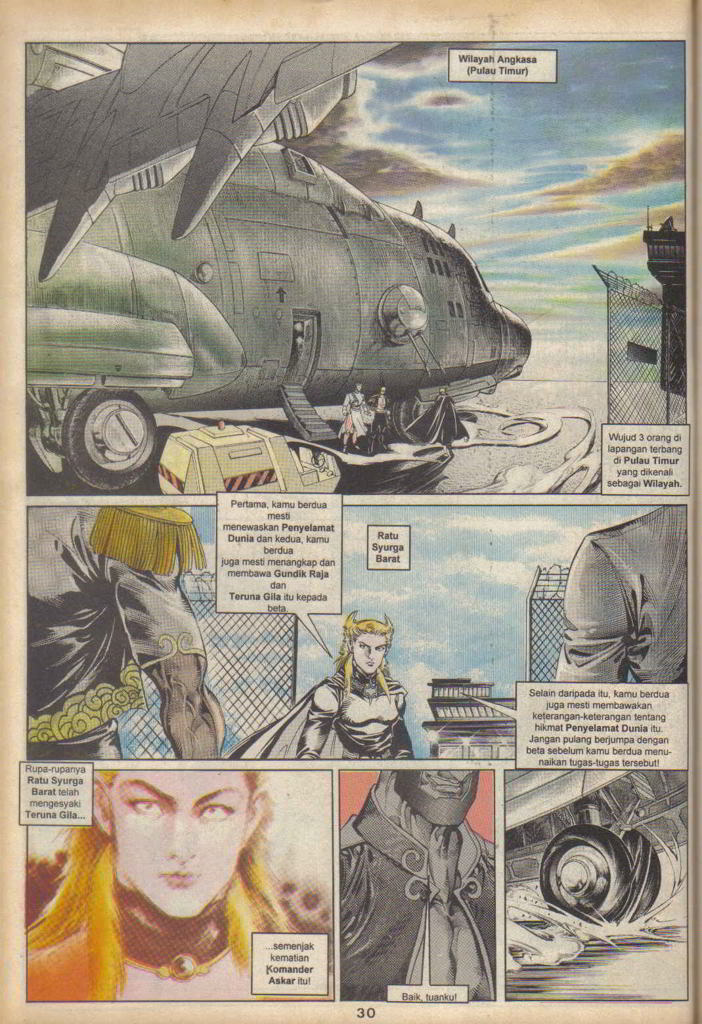 Wilayah Angkasa
(Pulau Timur)
Wujud 3 orang di
lapangan terbang
di Pulau Timur
yang dikenali
sebagai Wilayah.
Pertama, kamu berdua
mesti
menewaskan Penyelamat
Dunia dan kedua, kamu
berdua
juga mesti menangkap dan
membawa Gundik Raja
dan
Teruna Gila itu kepada
beta.
Ratu
Syurga
Barat
Selain daripada itu, kamu berdua
juga mesti membawakan
keterangan-keterangan tentang
hikmat Penyelamat Dunia itu.
Jangan pulang berjumpa dengan
beta sebelum kamu berdua menu-
naikan tugas-tugas tersebut!
Rupa-rupanya
Ratu Syurga
Barat telah
mengesyaki
Teruna Gila...
...semenjak
kematian
Komander
Askar itu!
Baik, tuanku!
30